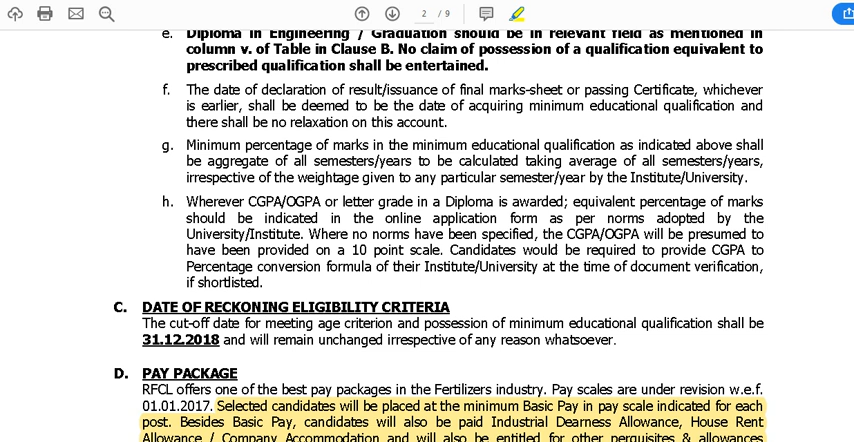 2 / 9
e. Diploma in Engineering / Graduation should be in relevant field as mentioned in
column v. of Table in Clause B. No claim of possession of a qualification equivalent to
prescribed qualification shall be entertained.
f. The date of declaration of result/issuance of final marks-sheet or passing Certificate, whichever
is earlier, shall be deemed to be the date of acquiring minimum educational qualification and
there shall be no relaxation on this account.
g. Minimum percentage of marks in the minimum educational qualification as indicated above shall
be aggregate of all semesters/years to be calculated taking average of all semesters/years,
irrespective of the weightage given to any particular semester/year by the Institute/University.
h. Wherever CGPA/OGPA or letter grade in a Diploma is awarded; equivalent percentage of marks
should be indicated in the online application form as per norms adopted by the
University/Institute. Where no norms have been specified, the CGPA/OGPA will be presumed to
have been provided on a 10 point scale. Candidates would be required to provide CGPA to
Percentage conversion formula of their Institute/University at the time of document verification,
if shortlisted.
C. DATE OF RECKONING ELIGIBILITY CRITERIA
The cut-off date for meeting age criterion and possession of minimum educational qualification shall be
31.12.2018 and will remain unchanged irrespective of any reason whatsoever.
D. PAY PACKAGE
RFCL offers one of the best pay packages in the Fertilizers industry. Pay scales are under revision w.e.f.
01.01.2017. Selected candidates will be placed at the minimum Basic Pay in pay scale indicated for each
post. Besides Basic Pay, candidates will also be paid Industrial Dearness Allowance, House Rent
Allowance / Company Accommodation and will also be entitled for other perquisites & allowances